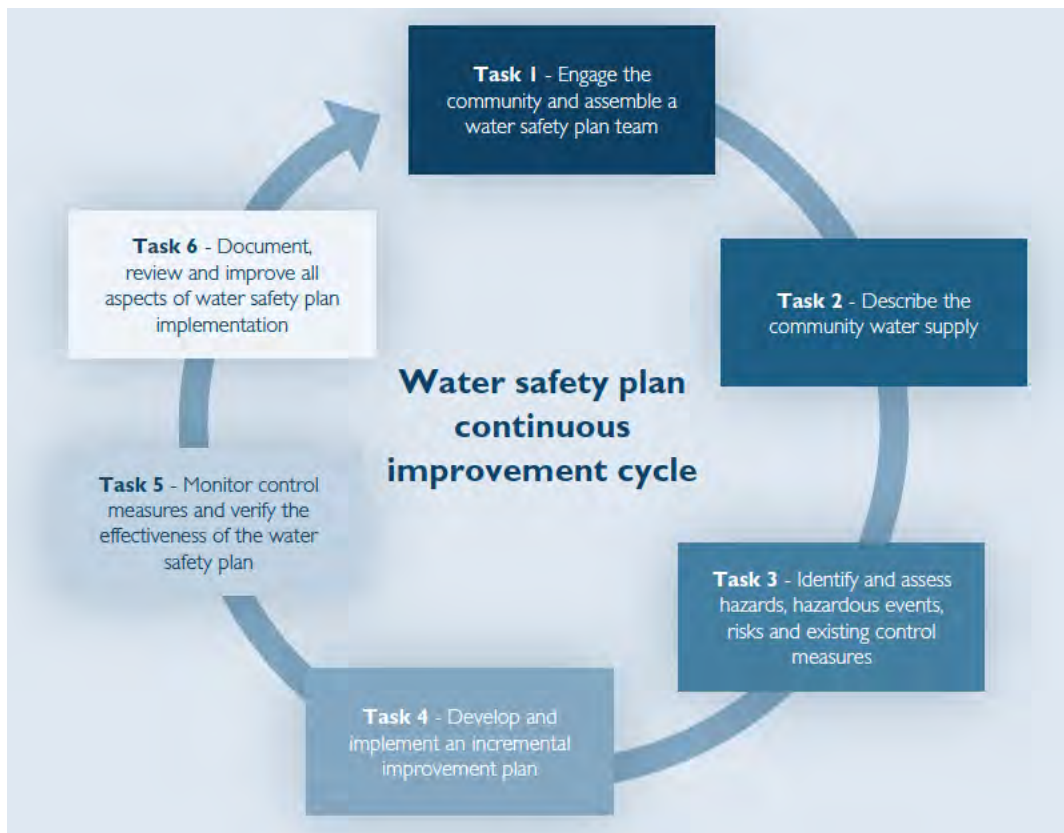 Task 1 - Engage the
community and assemble a
water safety plan team
Task 2 - Describe the
community water supply
Task 3 - Identify and assess
hazards, hazardous events,
risks and existing control
measures
Task 4 - Develop and
implement an incremental
improvement plan
Task 5 - Monitor control
measures and verify the
effectiveness of the water
safety plan
Task 6 - Document,
review and improve all
aspects of water safety plan
implementation
Water safety plan
continuous
improvement cycle